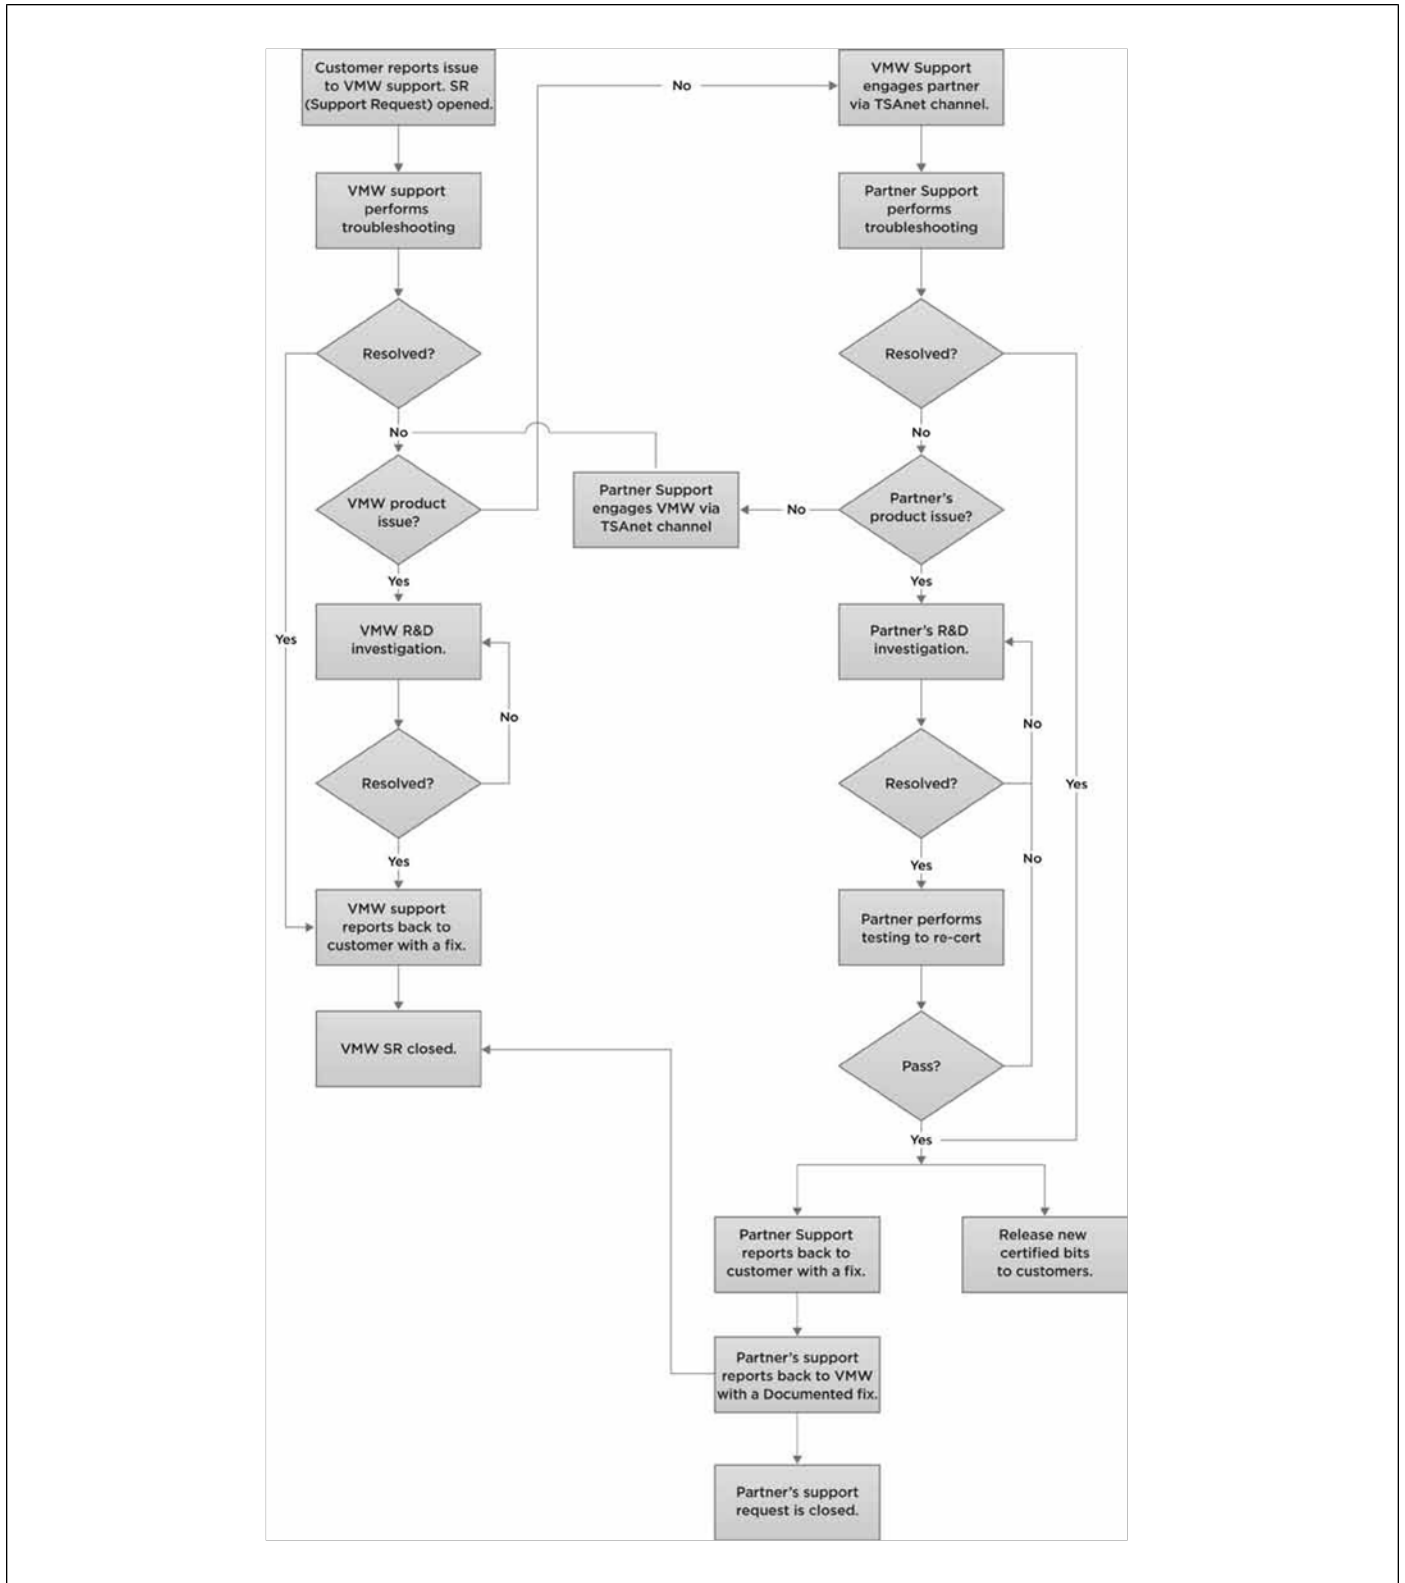 Customer reports issue
to VMW support. SR
(Support Request) opened.
No
VMW Support
engages partner
via TSAnet channel.
VMW support
performs
troubleshooting
Partner Support
performs
troubleshooting
Resolved?
Resolved?
No
No
VMW product
issue?
Partner Support
engages VMW via
TSAnet channel
No
Partner's
product issue?
Yes
Yes
Yes
VMW R&D
investigation.
Partner's R&D
investigation.
No
No
Resolved?
Resolved?
Yes
Yes
Yes
No
VMW support
reports back to
customer with a fix.
Partner performs
testing to re-cert
VMW SR closed.
Pass?
Yes
Partner Support
reports back to
customer with a fix.
Release new
certified bits
to customers.
Partner's support
reports back to VMW
with a Documented fix.
Partner's support
request is closed.